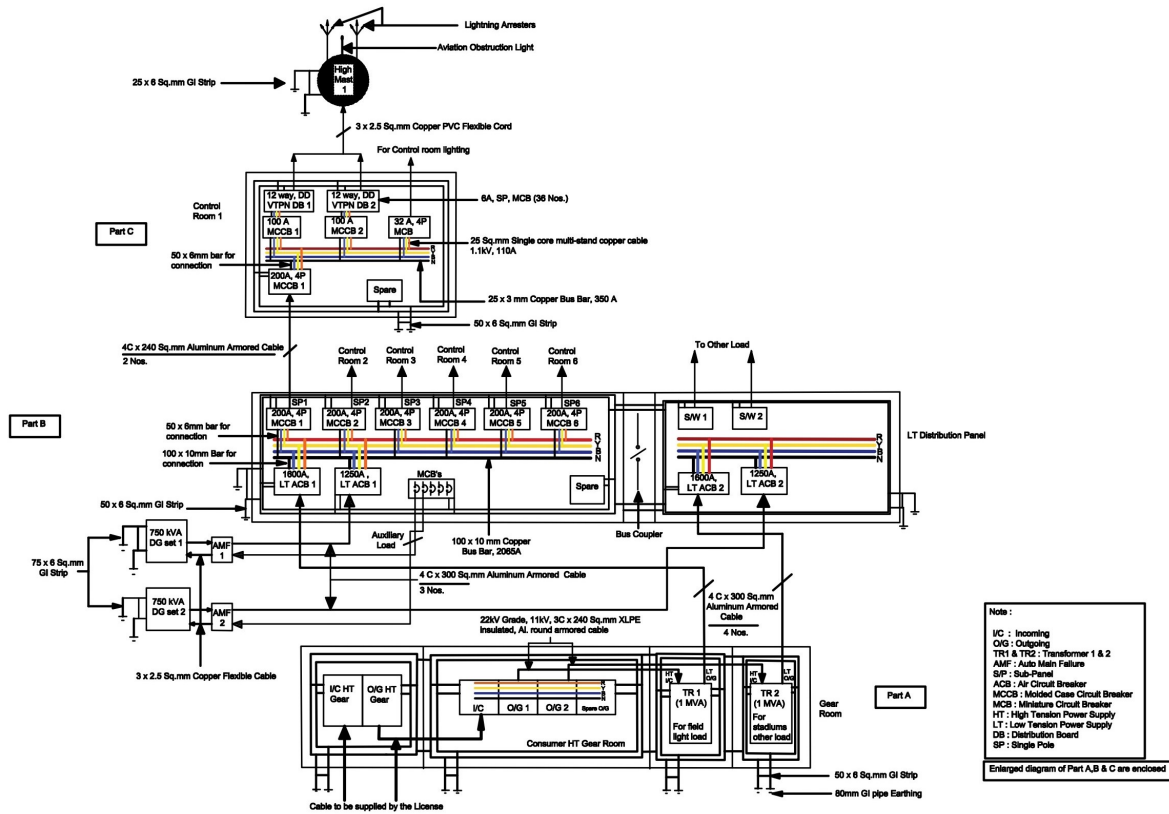 Lightning Arresters
Aviation Obstruction Light
High
Mast
1
25 x 6 Sq.mm GI Strip
3 x 2.5 Sq.mm Copper PVC Flexible Cord
For Control room lighting
Control
Room 1
12 way, DD
VTPN DB 1
12 way, DD
VTPN DB 2
6A, SP, MCB (36 Nos.)
Part C
100 A
MCCB 1
100 A
MCCB 2
32 A, 4P
MCB
25 Sq.mm Single core multi-stand copper cable
1.1kV, 110A
R
Y
B
N
50 x 6mm bar for
connection
200A, 4P
MCCB 1
Spare
25 x 3 mm Copper Bus Bar, 350 A
50 x 6 Sq.mm GI Strip
4C x 240 Sq.mm Aluminum Armored Cable
2 Nos.
Control
Room 2
Control
Room 3
Control
Room 4
Control
Room 5
Control
Room 6
To Other Load
Part B
SP1
SP2
SP3
SP4
SP5
SP6
200A, 4P
MCCB 1
200A, 4P
MCCB 2
200A, 4P
MCCB 3
200A, 4P
MCCB 4
200A, 4P
MCCB 5
200A, 4P
MCCB 6
S/W 1
S/W 2
50 x 6mm bar for
connection
R
Y
B
N
R
Y
B
N
LT Distribution Panel
100 x 10mm Bar for
connection
1600A,
LT ACB 1
1250A ,
LT ACB 1
MCB's
Spare
1600A,
LT ACB 2
1250A,
LT ACB 2
50 x 6 Sq.mm GI Strip
Auxiliary
Load
100 x 10 mm Copper
Bus Bar, 2065A
Bus Coupler
750 kVA
DG set 1
AMF
1
75 x 6 Sq.mm
GI Strip
4 C x 300 Sq.mm Aluminum Armored Cable
3 Nos.
750 kVA
DG set 2
AMF
2
4 C x 300 Sq.mm
Aluminum Armored
Cable
4 Nos.
22kV Grade, 11kV, 3C x 240 Sq.mm XLPE
insulated, Al. round armored cable
3 x 2.5 Sq.mm Copper Flexible Cable
I/C HT
Gear
O/G HT
Gear
R
Y
B
N
I/C
O/G 1
O/G 2
Spare O/G
Consumer HT Gear Room
HT
I/C
LT
O/G
TR 1
(1 MVA)
For field
light load
HT
I/C
LT
O/G
TR 2
(1 MVA)
For
stadiums
other load
Gear
Room
Part A
50 x 6 Sq.mm GI Strip
80mm GI pipe Earthing
Cable to be supplied by the License
Note :
I/C : Incoming
O/G : Outgoing
TR1 & TR2 : Transformer 1 & 2
AMF : Auto Main Failure
S/P : Sub-Panel
ACB : Air Circuit Breaker
MCCB : Molded Case Circuit Breaker
MCB : Miniature Circuit Breaker
HT : High Tension Power Supply
LT : Low Tension Power Supply
DB : Distribution Board
SP : Single Pole
Enlarged diagram of Part A,B & C are enclosed